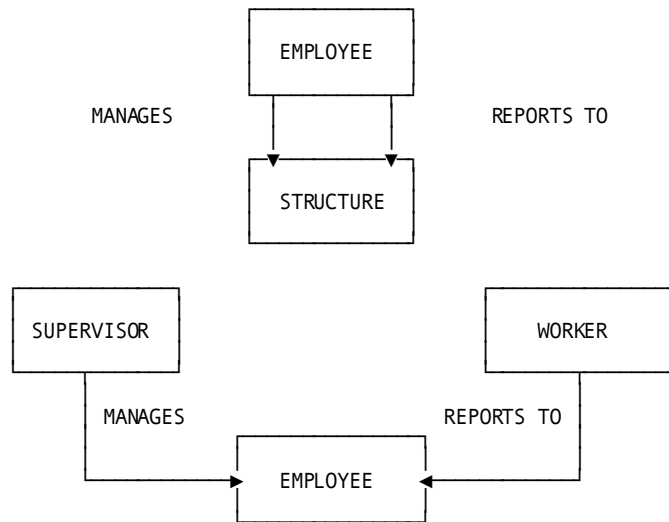 EMPLOYEE
MANAGES REPORTS TO
STRUCTURE
SUPERVISOR WORKER
MANAGES REPORTS TO
EMPLOYEE